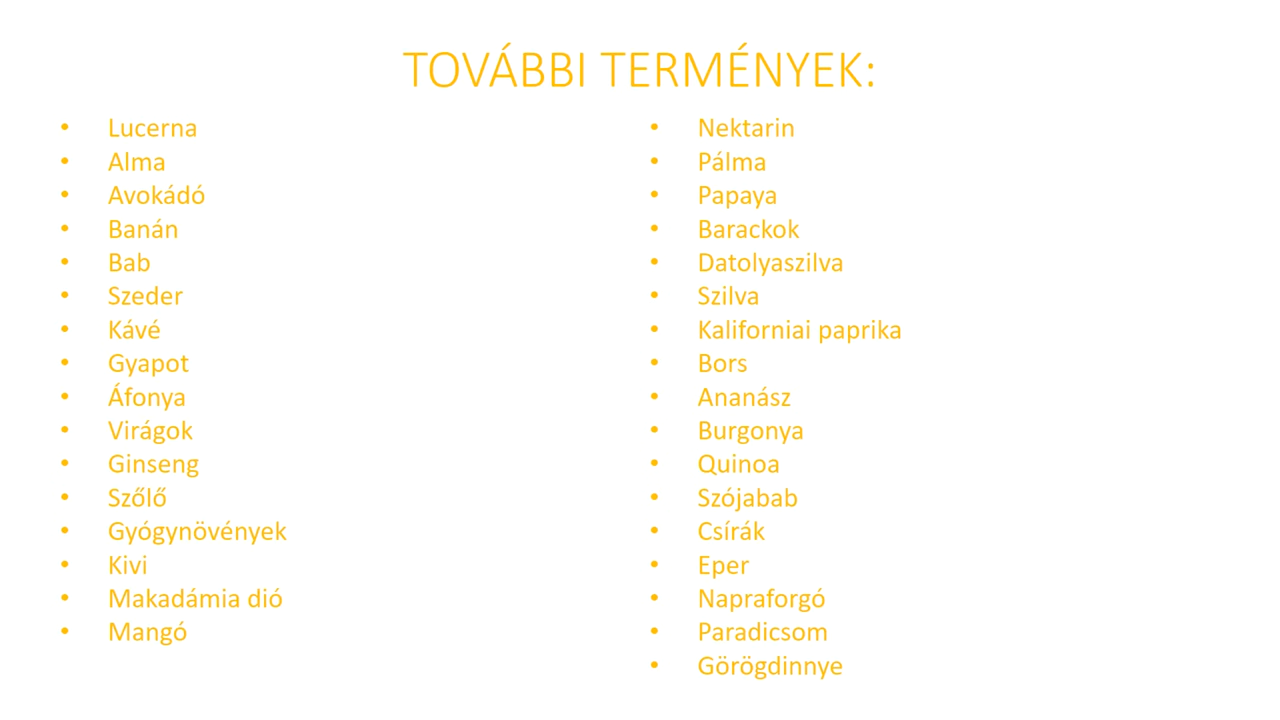 TOVÁBBI TERMÉNYEK:
• Lucerna
• Alma
• Avokádó
• Banán
• Bab
• Szeder
• Kávé
• Gyapot
• Áfonya
• Virágok
• Ginseng
• Szőlő
• Gyógynövények
• Kivi
• Makadámia dió
• Mangó
• Nektarin
• Pálma
• Papaya
• Barackok
• Datolyaszilva
• Szilva
• Kaliforniai paprika
• Bors
• Ananász
• Burgonya
• Quinoa
• Szójabab
• Csírák
• Eper
• Napraforgó
• Paradicsom
• Görögdinnye